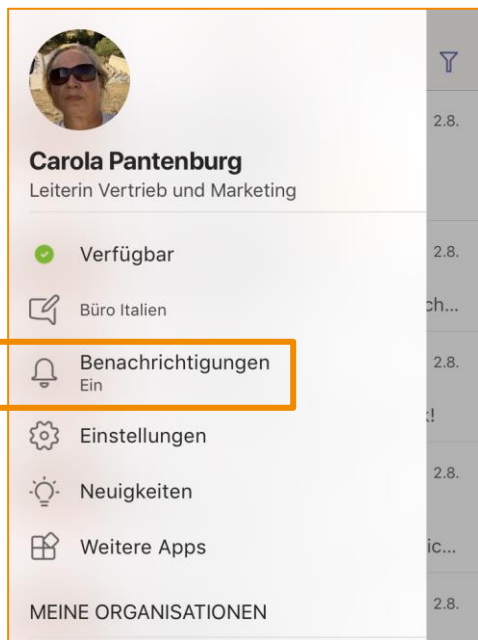 2.8.
Carola Pantenburg
Leiterin Vertrieb und Marketing
Verfügbar
2.8.
Büro Italien
ch...
Benachrichtigungen
2.8.
Ein
:!
Einstellungen
2.8.
Neuigkeiten
Weitere Apps
ic...
MEINE ORGANISATIONEN
2.8.